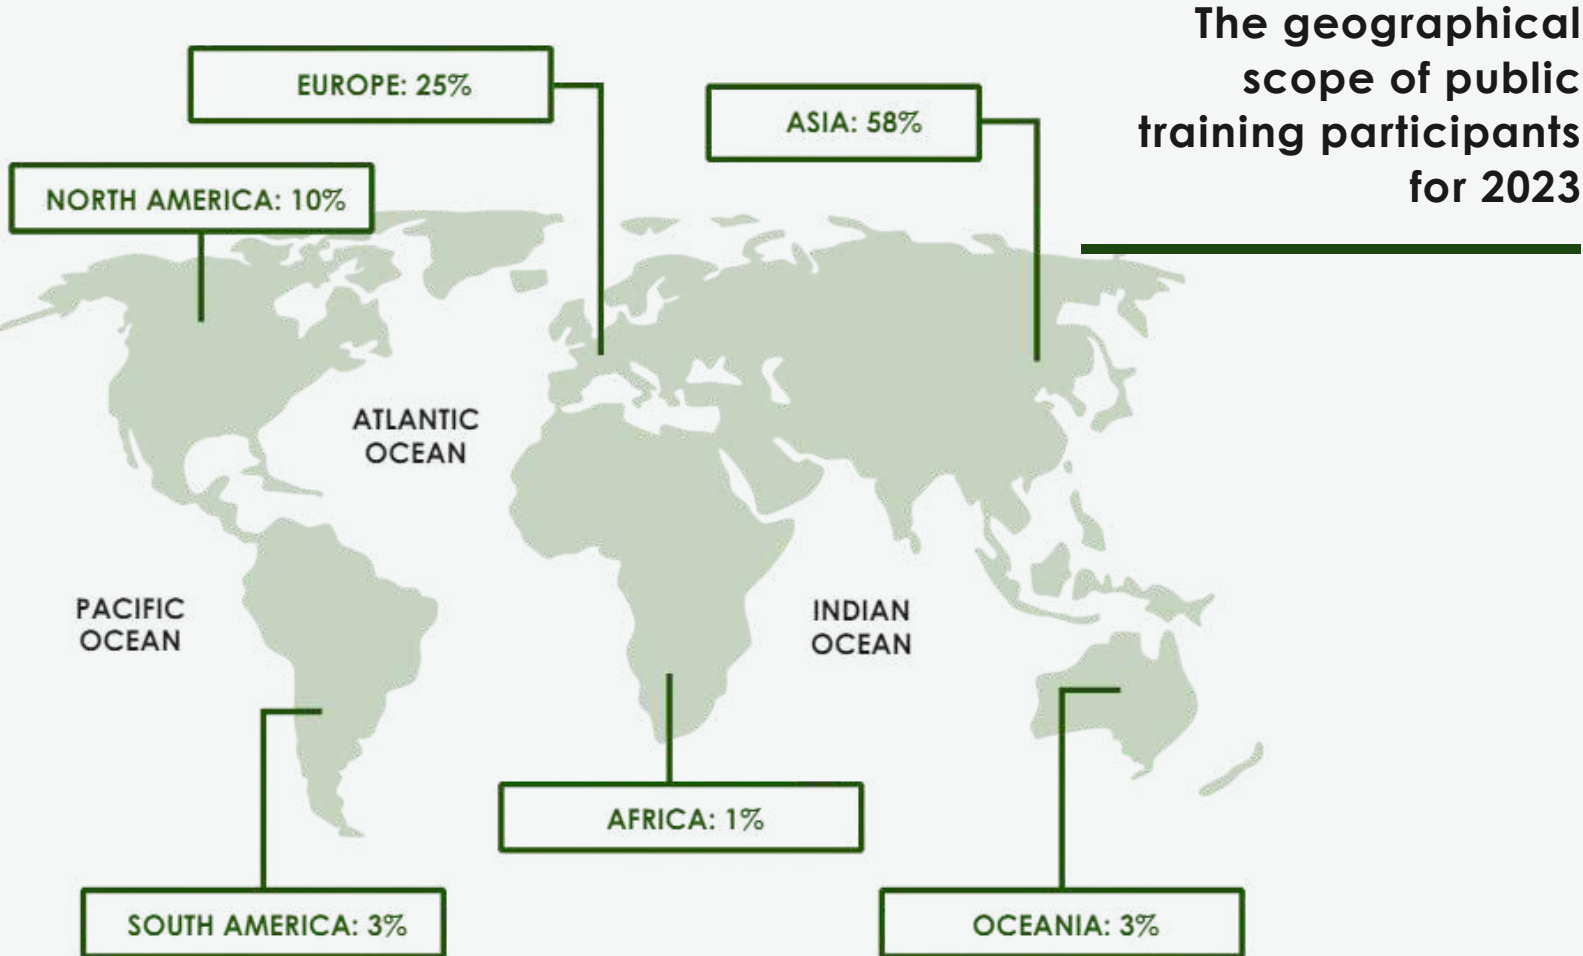 The geographical
scope of public
training participants
for 2023
EUROPE: 25%
ASIA: 58%
NORTH AMERICA: 10%
ATLANTIC
OCEAN
PACIFIC
OCEAN
INDIAN
OCEAN
AFRICA: 1%
SOUTH AMERICA: 3%
OCEANIA: 3%